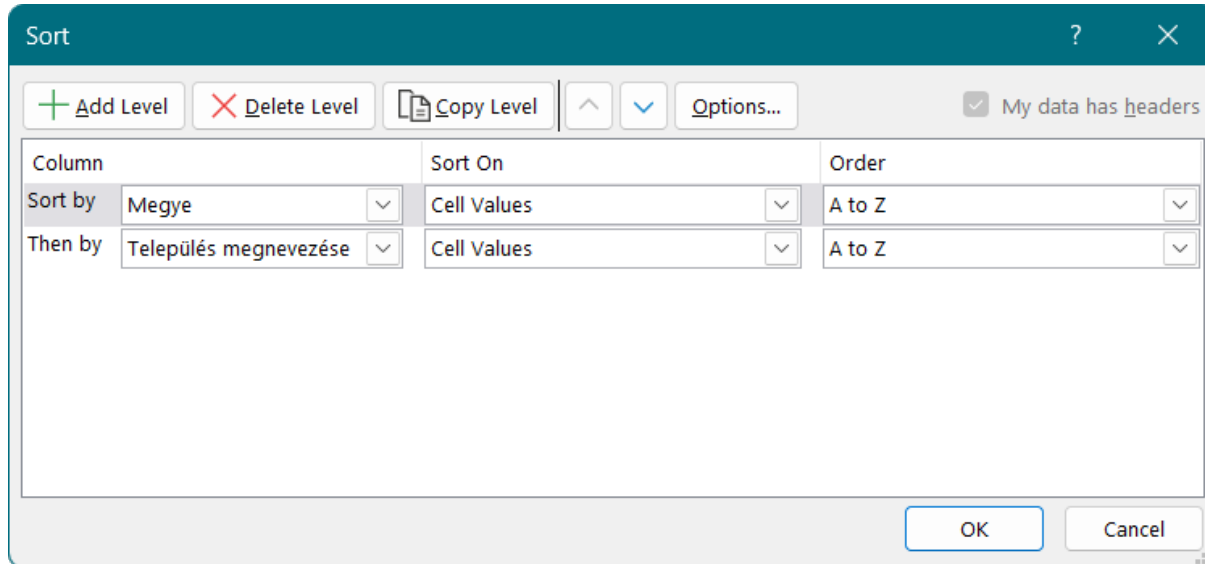 Sort ?
Add Level Delete Level Copy Level Options... My data has headers
Column Sort On Order
Sort by Megye Cell Values A to Z
Then by Település megnevezése Cell Values A to Z
OK Cancel